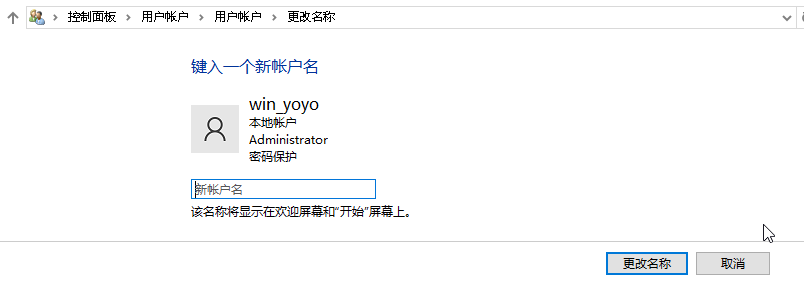 控制面板 › 用户帐户 › 用户帐户 › 更改名称
键入一个新帐户名
win_yoyo
本地帐户
Administrator
密码保护
新帐户名
该名称将显示在欢迎屏幕和“开始”屏幕上。
更改名称 取消